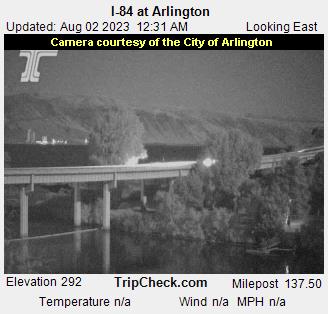 I-84 at Arlington
Updated: Aug 02 2023 12:31 AM Looking East
Camera courtesy of the City of Arlington
Elevation 292 TripCheck.com Milepost 137.50
Temperature n/a Wind n/a MPH n/a